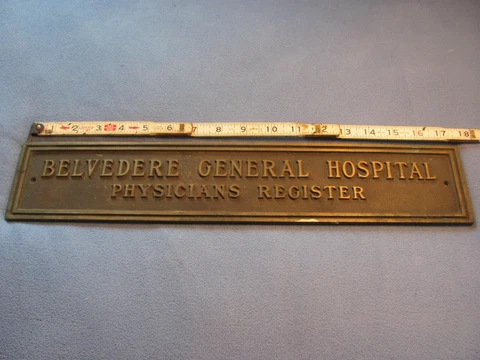 2 3 4 5 6 7 8 9 10 11 12 13 14 15 16 17 18
BELVEDERE GENERAL HOSPITAL
PHYSICIANS REGISTER